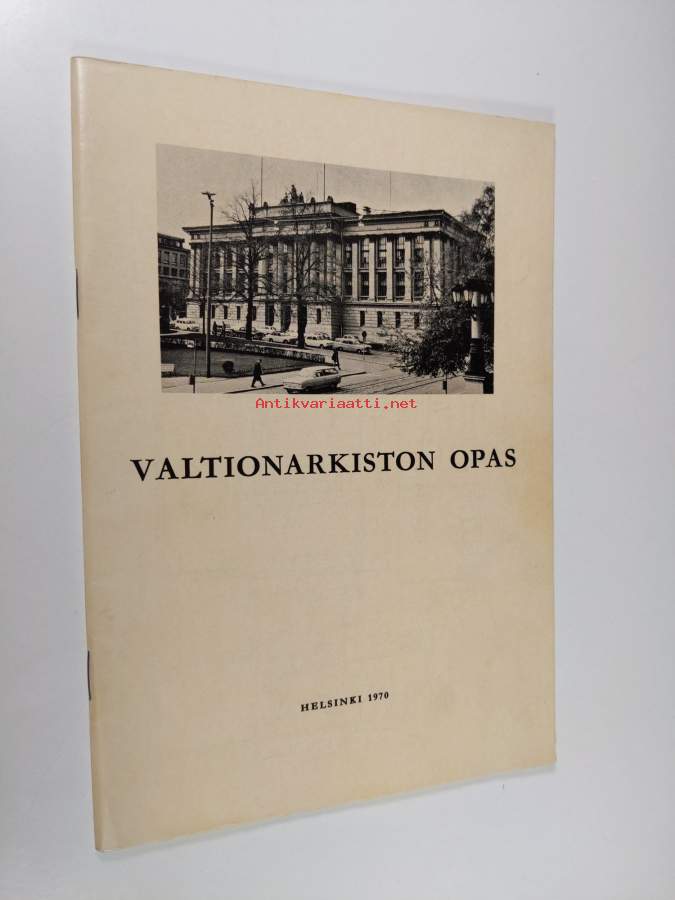 Antikvariaatti.net
VALTIONARKISTON OPAS
HELSINKI 1970